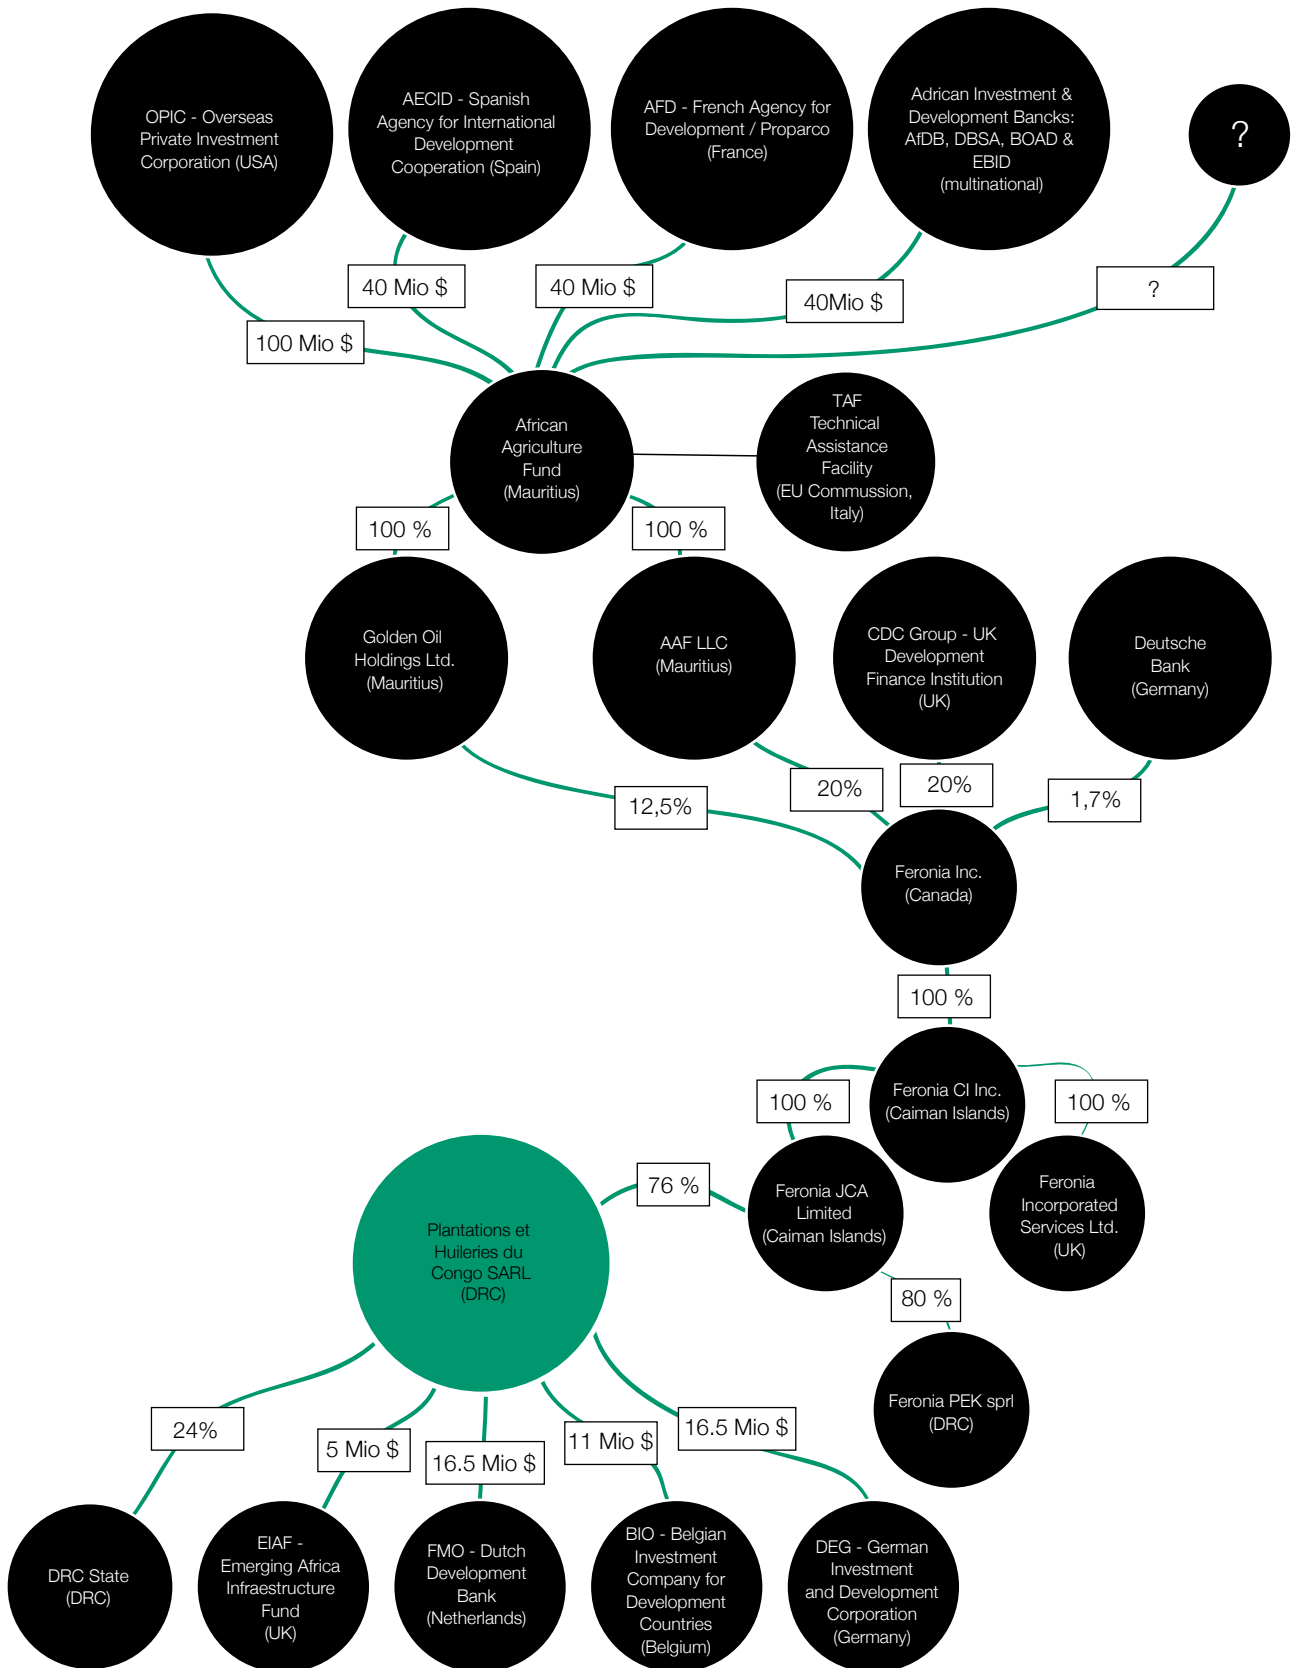 OPIC - Overseas
Private Investment
Corporation (USA)
AECID - Spanish
Agency for International
Development
Cooperation (Spain)
AFD - French Agency for
Development / Proparco
(France)
Adrican Investment &
Development Bancks:
AfDB, DBSA, BOAD &
EBID
(multinational)
?
100 Mio $
40 Mio $
40 Mio $
40Mio $
?
African
Agriculture
Fund
(Mauritius)
TAF
Technical
Assistance
Facility
(EU Commussion,
Italy)
100 %
100 %
Golden Oil
Holdings Ltd.
(Mauritius)
AAF LLC
(Mauritius)
CDC Group - UK
Development
Finance Institution
(UK)
Deutsche
Bank
(Germany)
12,5%
20%
20%
1,7%
Feronia Inc.
(Canada)
100 %
Feronia CI Inc.
(Caiman Islands)
100 %
100 %
Feronia JCA
Limited
(Caiman Islands)
Feronia
Incorporated
Services Ltd.
(UK)
76 %
80 %
Plantations et
Huileries du
Congo SARL
(DRC)
Feronia PEK sprl
(DRC)
24%
5 Mio $
16.5 Mio $
11 Mio $
16.5 Mio $
DRC State
(DRC)
EIAF -
Emerging Africa
Infraestructure
Fund
(UK)
FMO - Dutch
Development
Bank
(Netherlands)
BIO - Belgian
Investment
Company for
Development
Countries
(Belgium)
DEG - German
Investment
and Development
Corporation
(Germany)